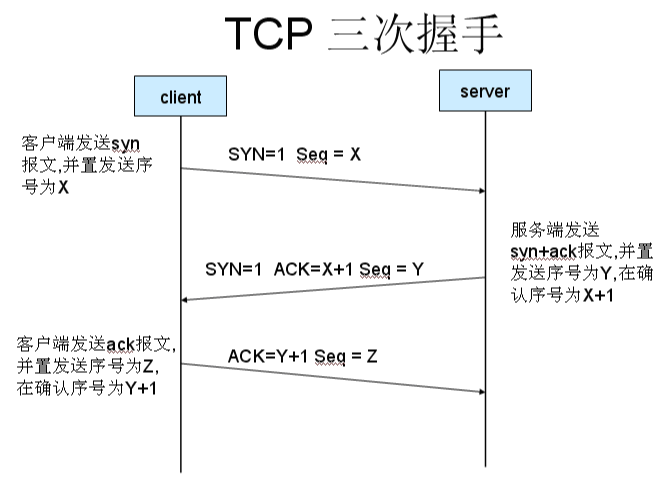 TCP 三次握手
client
server
客户端发送syn
报文,并置发送序
号为X
SYN=1 Seq = X
服务端发送
syn+ack报文,并置
发送序号为Y,在确
认序号为X+1
SYN=1 ACK=X+1 Seq = Y
客户端发送ack报文,
并置发送序号为Z,
在确认序号为Y+1
ACK=Y+1 Seq = Z